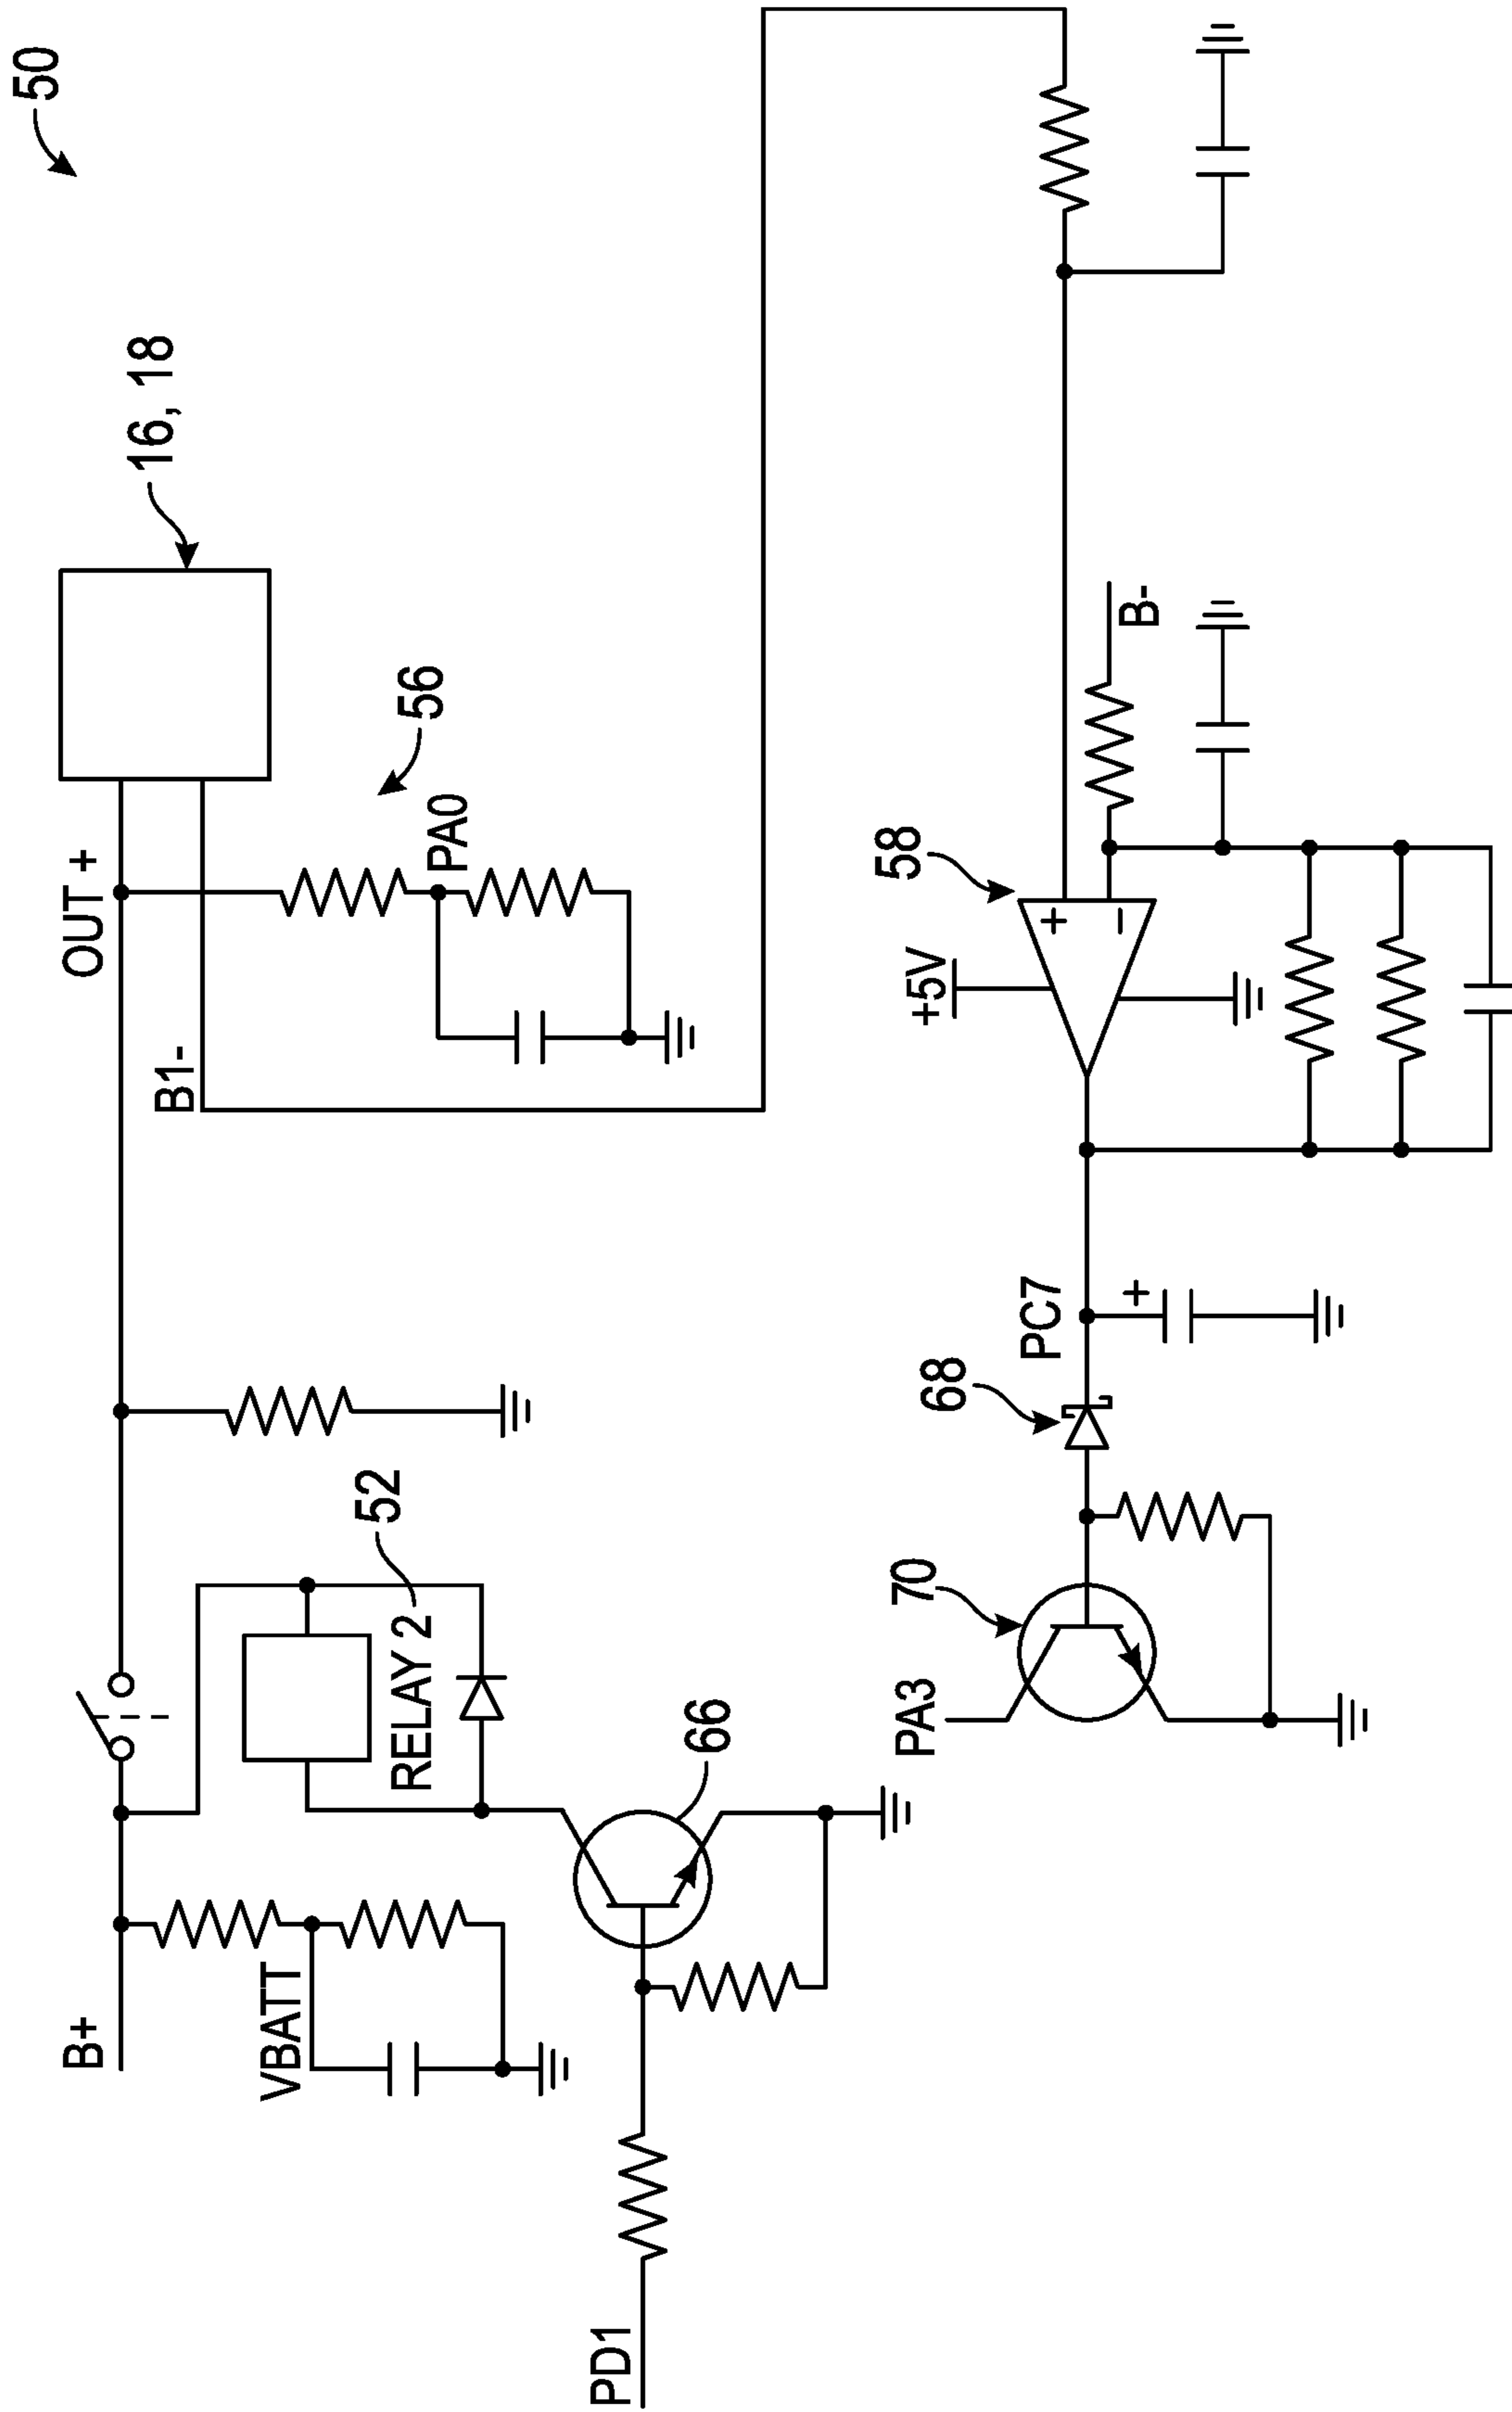 50
B+
VBATT
RELAY 2
52
OUT +
B1-
16, 18
56
PA0
PD1
66
PA3
70
68
PC7
+
+5V
58
+
−
B-